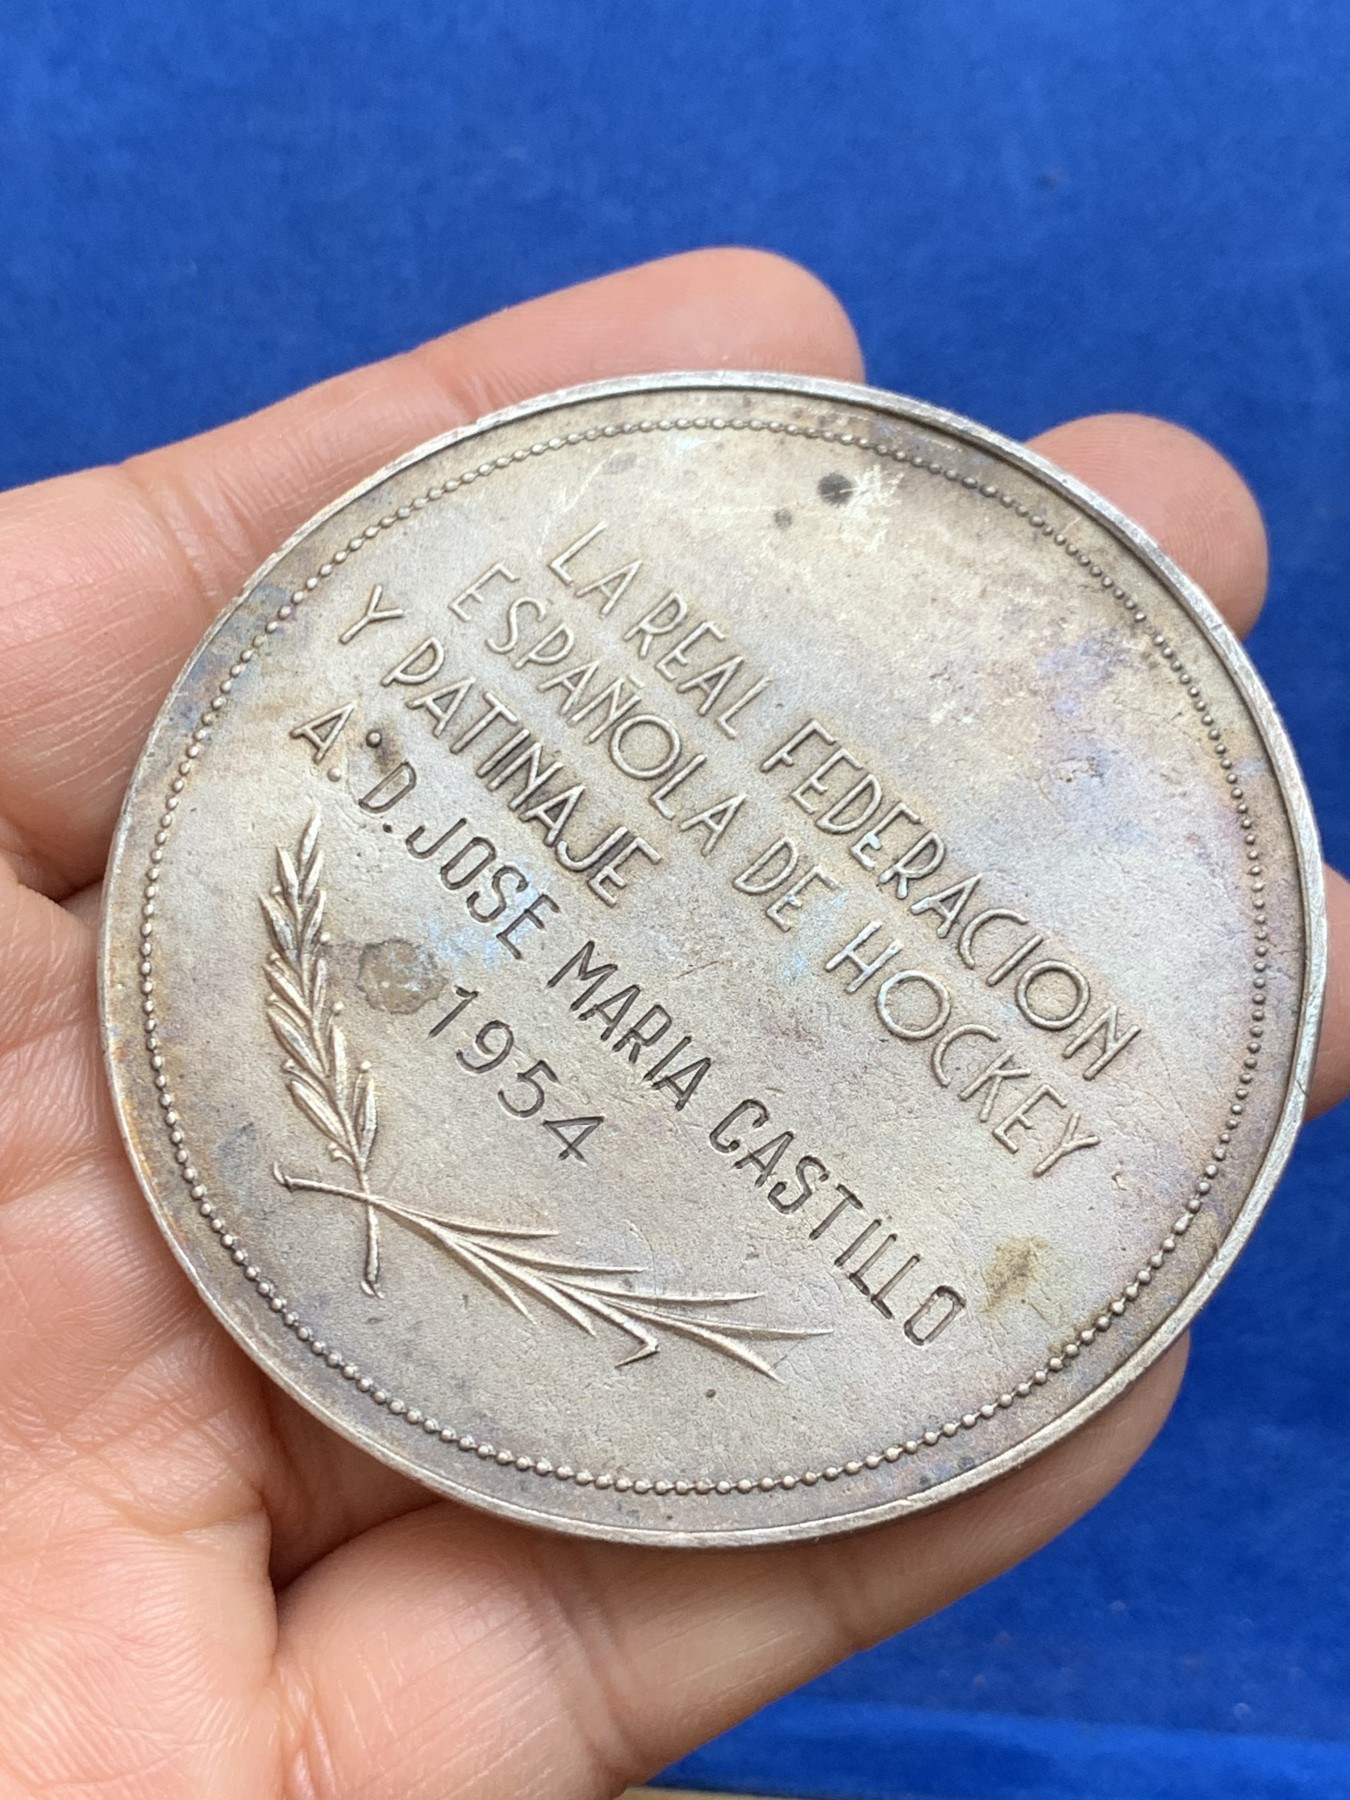 LA REAL FEDERACION
ESPAÑOLA DE HOCKEY
Y PATINAJE
A. D. JOSE MARIA CASTILLO
1954